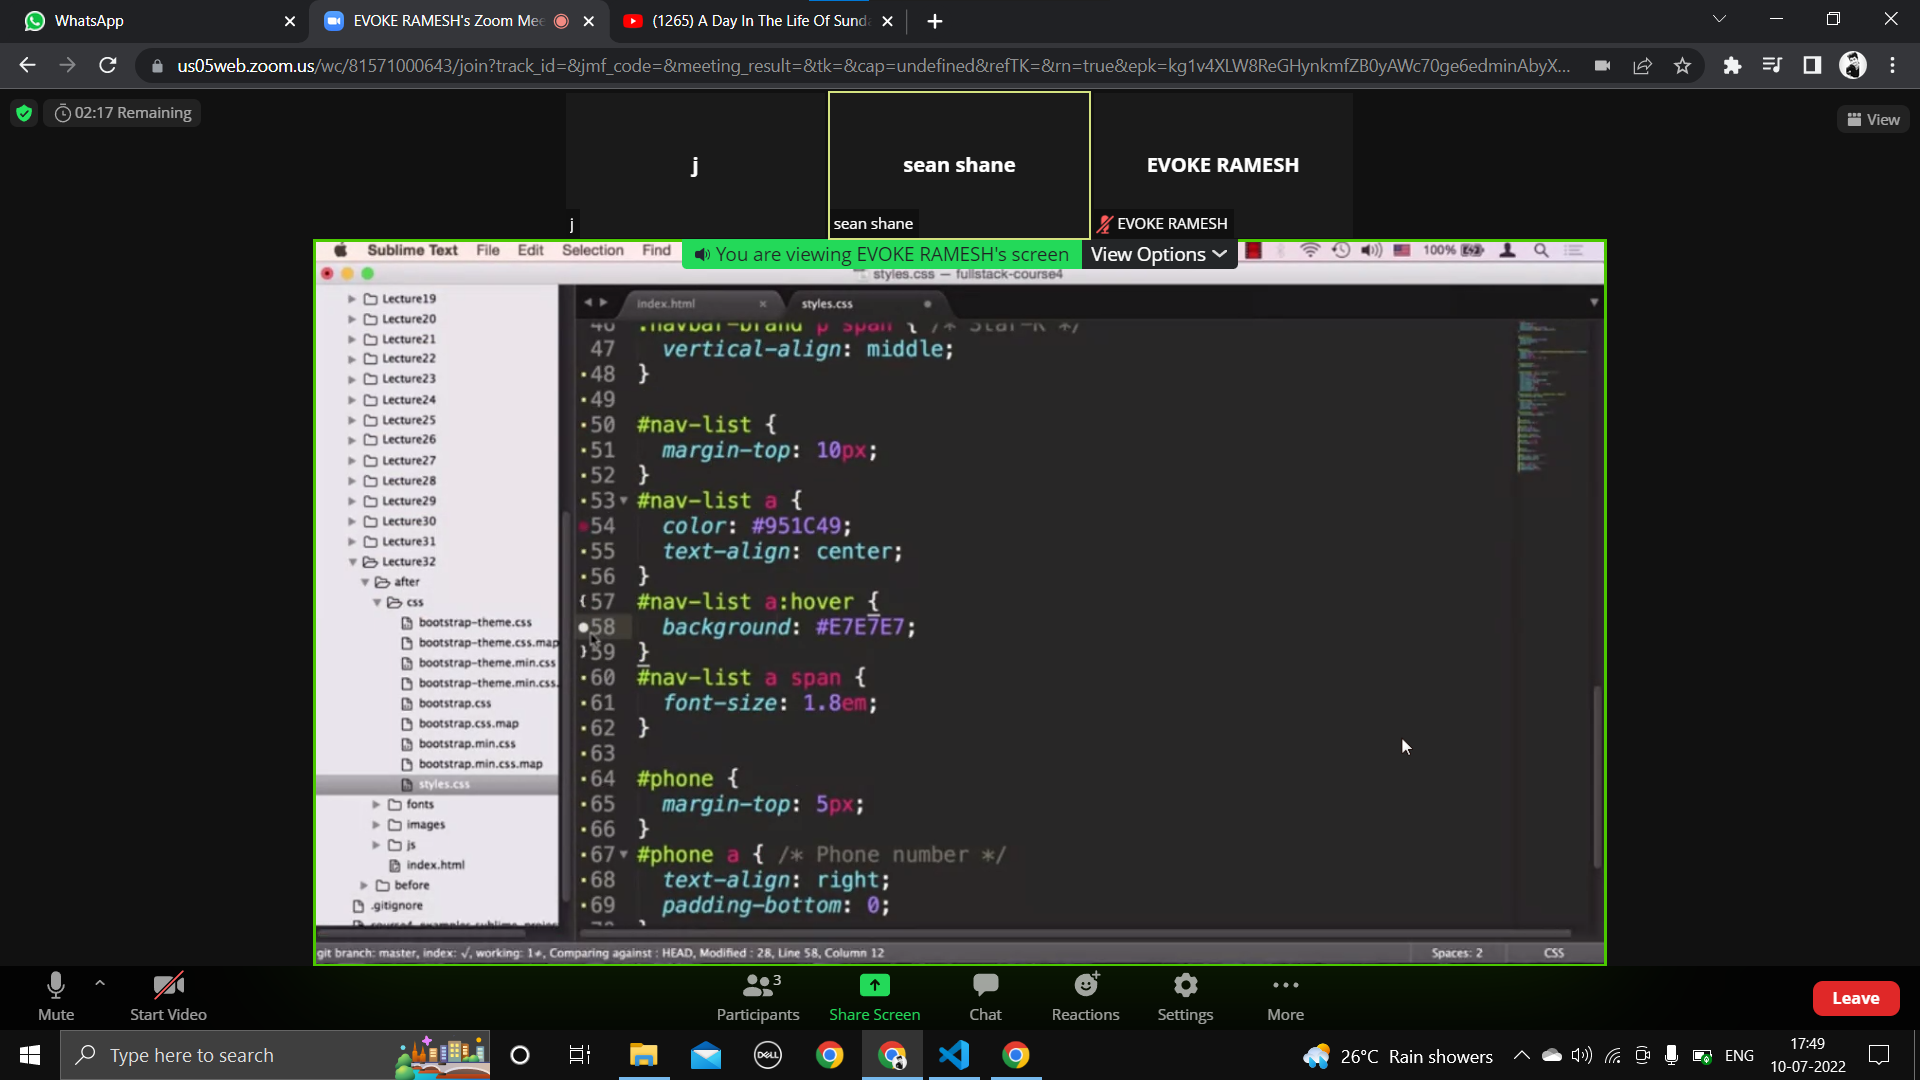 WhatsApp
EVOKE RAMESH's Zoom Mee
(1265) A Day In The Life Of Sunda
us05web.zoom.us/wc/81571000643/join?track_id=&jmf_code=&meeting_result=&tk=&cap=undefined&refTK=&rn=true&epk=kg1v4XLW8ReGHynkmfZB0yAWc70ge6edminAbyX...
02:17 Remaining
View
j
sean shane
EVOKE RAMESH
j
sean shane
EVOKE RAMESH
Sublime Text File Edit Selection Find
You are viewing EVOKE RAMESH's screen
View Options
100%
styles.css — fullstack-course4
Lecture19
Lecture20
Lecture21
Lecture22
Lecture23
Lecture24
Lecture25
Lecture26
Lecture27
Lecture28
Lecture29
Lecture30
Lecture31
Lecture32
after
css
bootstrap-theme.css
bootstrap-theme.css.map
bootstrap-theme.min.css
bootstrap-theme.min.css.
bootstrap.css
bootstrap.css.map
bootstrap.min.css
bootstrap.min.css.map
styles.css
fonts
images
js
index.html
before
.gitignore
index.html
styles.css
46 .navbar-brand p span { /* Star-K */
47 vertical-align: middle;
48 }
49
50 #nav-list {
51 margin-top: 10px;
52 }
53 #nav-list a {
54 color: #951C49;
55 text-align: center;
56 }
57 #nav-list a:hover {
58 background: #E7E7E7;
59 }
60 #nav-list a span {
61 font-size: 1.8em;
62 }
63
64 #phone {
65 margin-top: 5px;
66 }
67 #phone a { /* Phone number */
68 text-align: right;
69 padding-bottom: 0;
git branch: master, index: √, working: 1≠, Comparing against : HEAD, Modified : 28, Line 58, Column 12
Spaces: 2
CSS
Mute
Start Video
3
Participants
Share Screen
Chat
Reactions
Settings
More
Leave
Type here to search
DELL
26°C Rain showers
ENG
17:49
10-07-2022